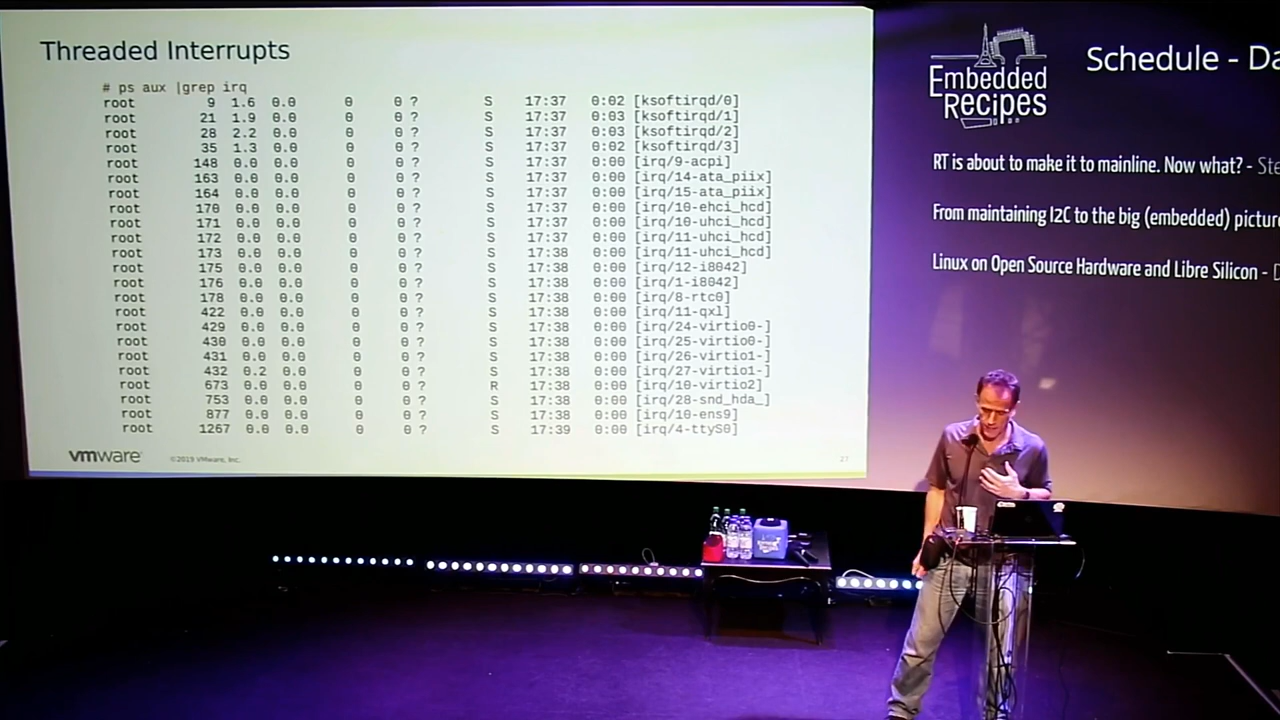 Threaded Interrupts
# ps aux |grep irq
root 9 1.6 0.0 0 0 ? S 17:37 0:02 [ksoftirqd/0]
root 21 1.9 0.0 0 0 ? S 17:37 0:03 [ksoftirqd/1]
root 28 2.2 0.0 0 0 ? S 17:37 0:03 [ksoftirqd/2]
root 35 1.3 0.0 0 0 ? S 17:37 0:02 [ksoftirqd/3]
root 148 0.0 0.0 0 0 ? S 17:37 0:00 [irq/9-acpi]
root 163 0.0 0.0 0 0 ? S 17:37 0:00 [irq/14-ata_piix]
root 164 0.0 0.0 0 0 ? S 17:37 0:00 [irq/15-ata_piix]
root 170 0.0 0.0 0 0 ? S 17:37 0:00 [irq/10-ehci_hcd]
root 171 0.0 0.0 0 0 ? S 17:37 0:00 [irq/10-uhci_hcd]
root 172 0.0 0.0 0 0 ? S 17:37 0:00 [irq/11-uhci_hcd]
root 173 0.0 0.0 0 0 ? S 17:38 0:00 [irq/11-uhci_hcd]
root 175 0.0 0.0 0 0 ? S 17:38 0:00 [irq/12-i8042]
root 176 0.0 0.0 0 0 ? S 17:38 0:00 [irq/1-i8042]
root 178 0.0 0.0 0 0 ? S 17:38 0:00 [irq/8-rtc0]
root 422 0.0 0.0 0 0 ? S 17:38 0:00 [irq/11-qxl]
root 429 0.0 0.0 0 0 ? S 17:38 0:00 [irq/24-virtio0-]
root 430 0.0 0.0 0 0 ? S 17:38 0:00 [irq/25-virtio0-]
root 431 0.0 0.0 0 0 ? S 17:38 0:00 [irq/26-virtio1-]
root 432 0.2 0.0 0 0 ? S 17:38 0:00 [irq/27-virtio1-]
root 673 0.0 0.0 0 0 ? R 17:38 0:00 [irq/10-virtio2]
root 753 0.0 0.0 0 0 ? S 17:38 0:00 [irq/28-snd_hda_]
root 877 0.0 0.0 0 0 ? S 17:38 0:00 [irq/10-ens9]
root 1267 0.0 0.0 0 0 ? S 17:39 0:00 [irq/4-ttyS0]
vmware
©2019 VMware, Inc.
27
Embedded
Recipes
Schedule - Da
RT is about to make it to mainline. Now what? - Ste
From maintaining I2C to the big (embedded) picture
Linux on Open Source Hardware and Libre Silicon - D